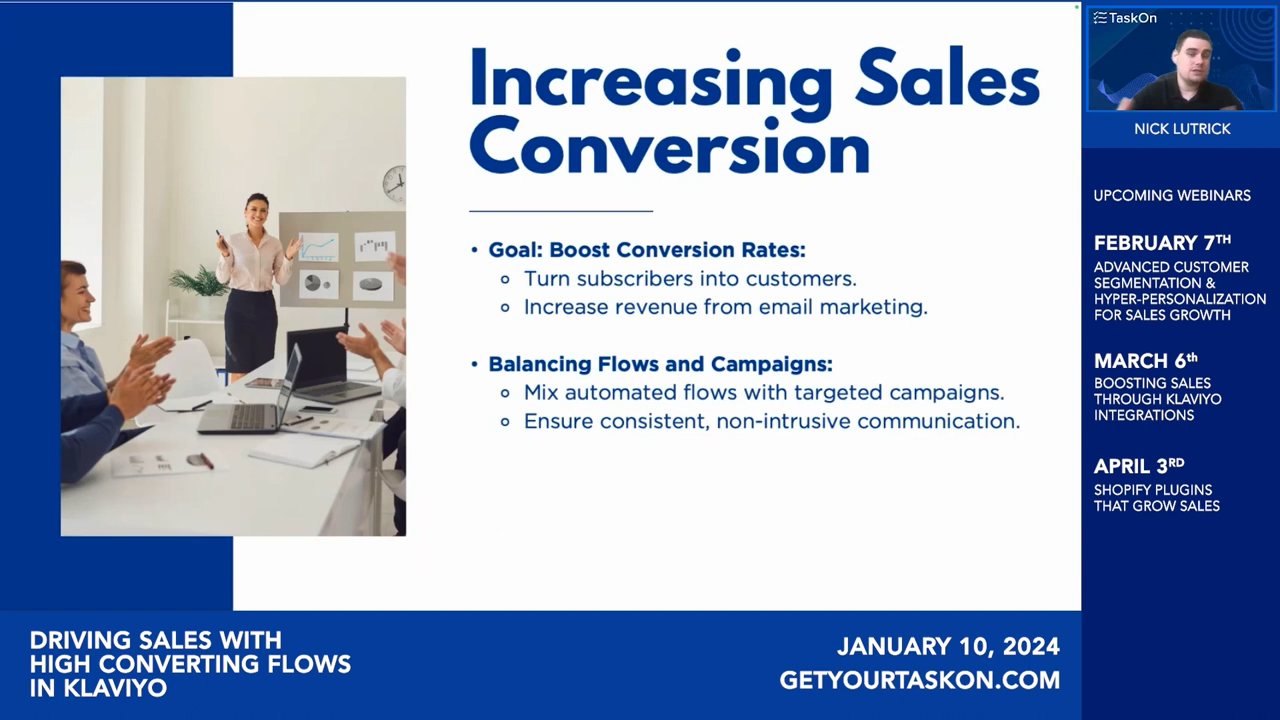 Increasing Sales
Conversion
• Goal: Boost Conversion Rates:
Turn subscribers into customers.
Increase revenue from email marketing.
• Balancing Flows and Campaigns:
Mix automated flows with targeted campaigns.
Ensure consistent, non-intrusive communication.
TaskOn
NICK LUTRICK
UPCOMING WEBINARS
FEBRUARY 7TH
ADVANCED CUSTOMER
SEGMENTATION &
HYPER-PERSONALIZATION
FOR SALES GROWTH
MARCH 6th
BOOSTING SALES
THROUGH KLAVIYO
INTEGRATIONS
APRIL 3RD
SHOPIFY PLUGINS
THAT GROW SALES
DRIVING SALES WITH
HIGH CONVERTING FLOWS
IN KLAVIYO
JANUARY 10, 2024
GETYOURTASKON.COM